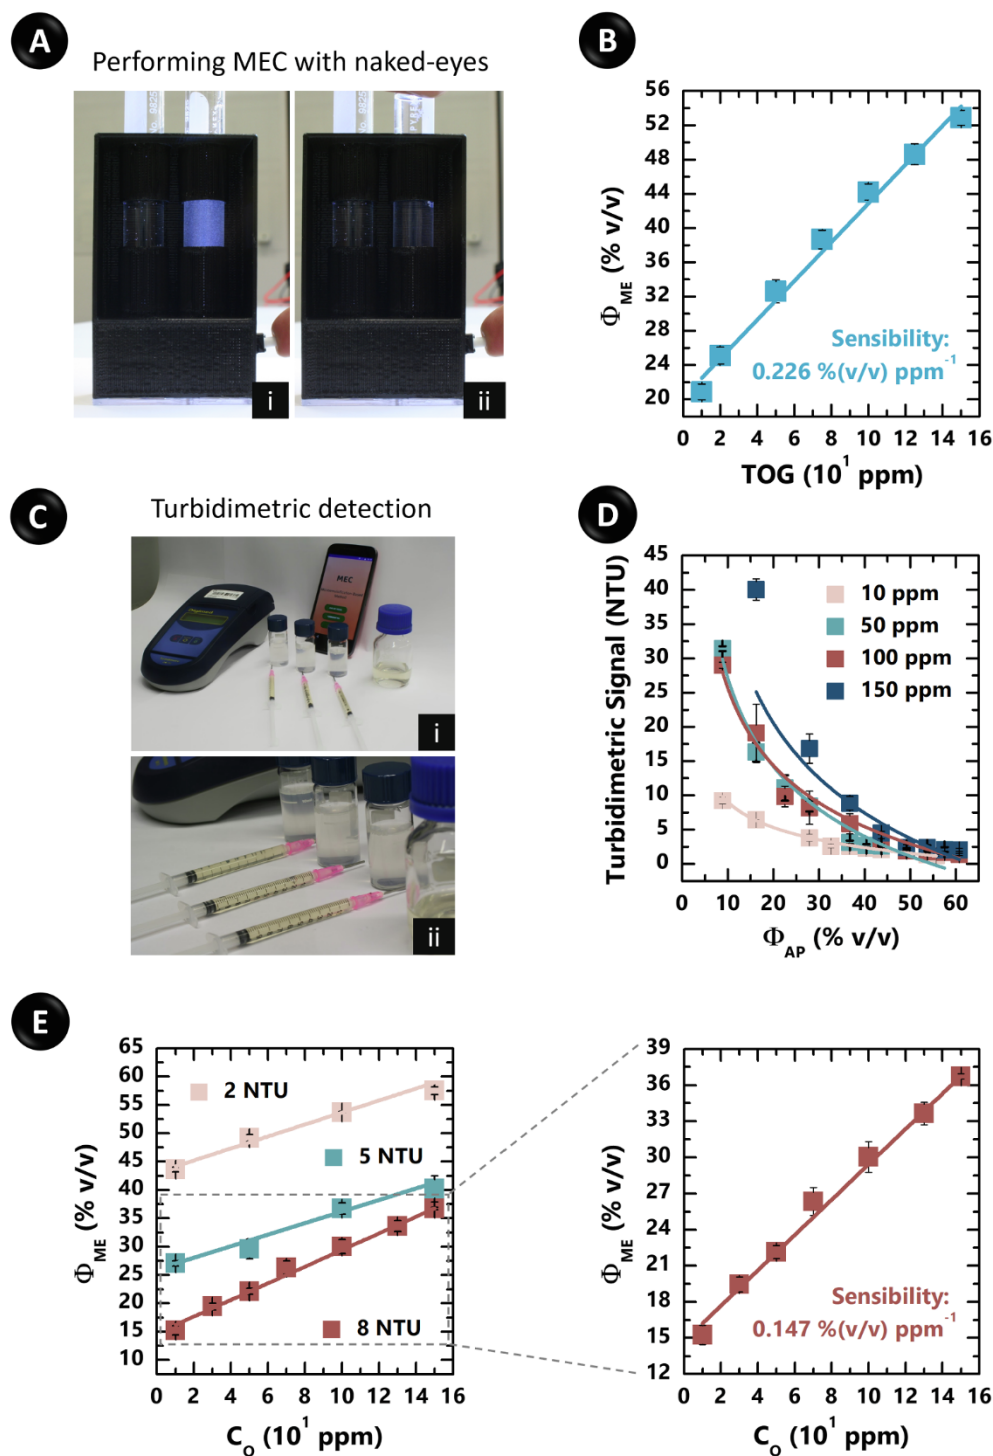 A
Performing MEC with naked-eyes
i
ii
B
Φ_ME (% v/v)
56
52
48
44
40
36
32
28
24
20
Sensibility:
0.226 %(v/v) ppm⁻¹
0 2 4 6 8 10 12 14 16
TOG (10¹ ppm)
C
Turbidimetric detection
MEC
i
ii
D
Turbidimetric Signal (NTU)
45
40
35
30
25
20
15
10
5
0
10 ppm
50 ppm
100 ppm
150 ppm
0 10 20 30 40 50 60
Φ_AP (% v/v)
E
Φ_ME (% v/v)
65
60
55
50
45
40
35
30
25
20
15
10
2 NTU
5 NTU
8 NTU
0 2 4 6 8 10 12 14 16
C_O (10¹ ppm)
Φ_ME (% v/v)
39
36
33
30
27
24
21
18
15
12
Sensibility:
0.147 %(v/v) ppm⁻¹
0 2 4 6 8 10 12 14 16
C_O (10¹ ppm)